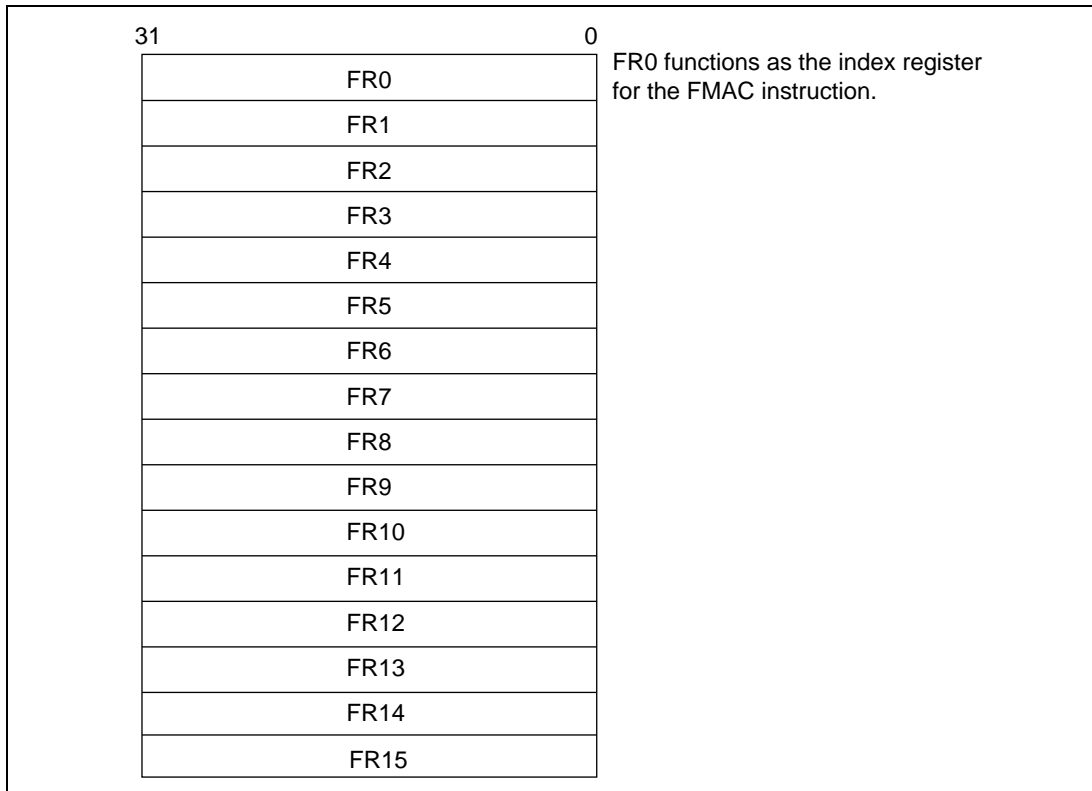 31 0
FR0 functions as the index register
for the FMAC instruction.
FR0
FR1
FR2
FR3
FR4
FR5
FR6
FR7
FR8
FR9
FR10
FR11
FR12
FR13
FR14
FR15